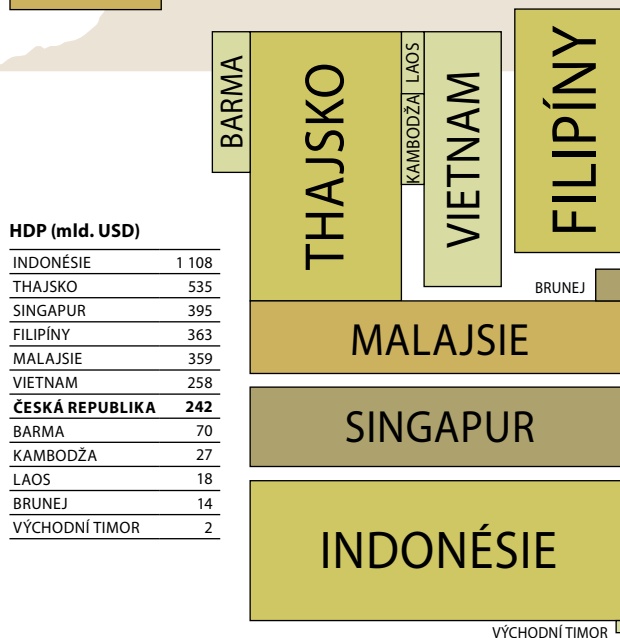 BARMA
THAJSKO
LAOS
KAMBODŽA
VIETNAM
FILIPÍNY
BRUNEJ
MALAJSIE
SINGAPUR
INDONÉSIE
VÝCHODNÍ TIMOR
HDP (mld. USD)
INDONÉSIE 1 108
THAJSKO 535
SINGAPUR 395
FILIPÍNY 363
MALAJSIE 359
VIETNAM 258
ČESKÁ REPUBLIKA 242
BARMA 70
KAMBODŽA 27
LAOS 18
BRUNEJ 14
VÝCHODNÍ TIMOR 2